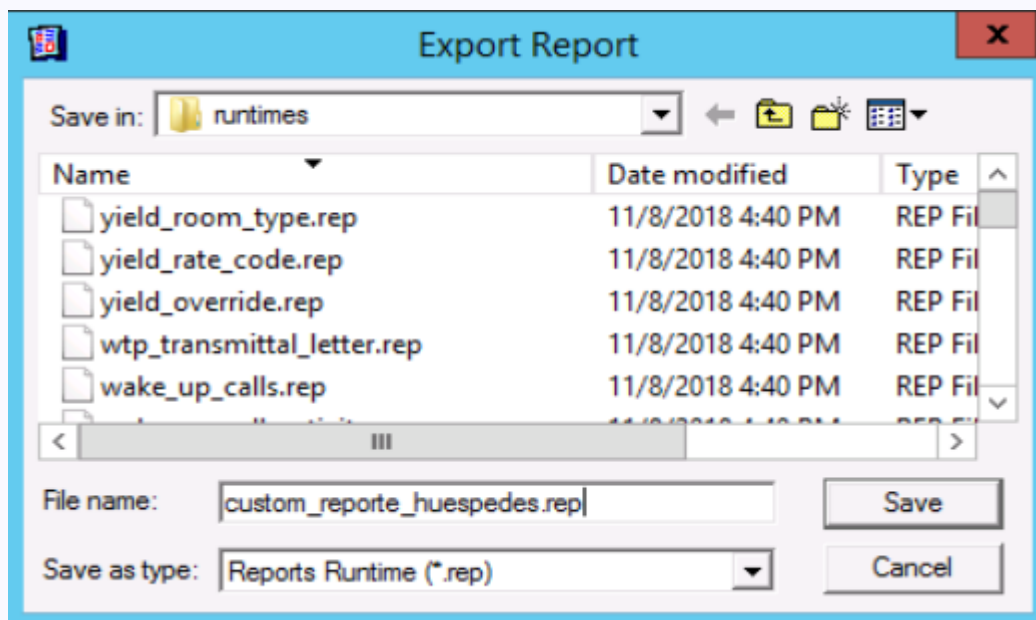 Export Report
Save in: runtimes
Name Date modified Type
yield_room_type.rep 11/8/2018 4:40 PM REP Fil
yield_rate_code.rep 11/8/2018 4:40 PM REP Fil
yield_override.rep 11/8/2018 4:40 PM REP Fil
wtp_transmittal_letter.rep 11/8/2018 4:40 PM REP Fil
wake_up_calls.rep 11/8/2018 4:40 PM REP Fil
File name: custom_reporte_huespedes.rep
Save
Save as type: Reports Runtime (*.rep)
Cancel